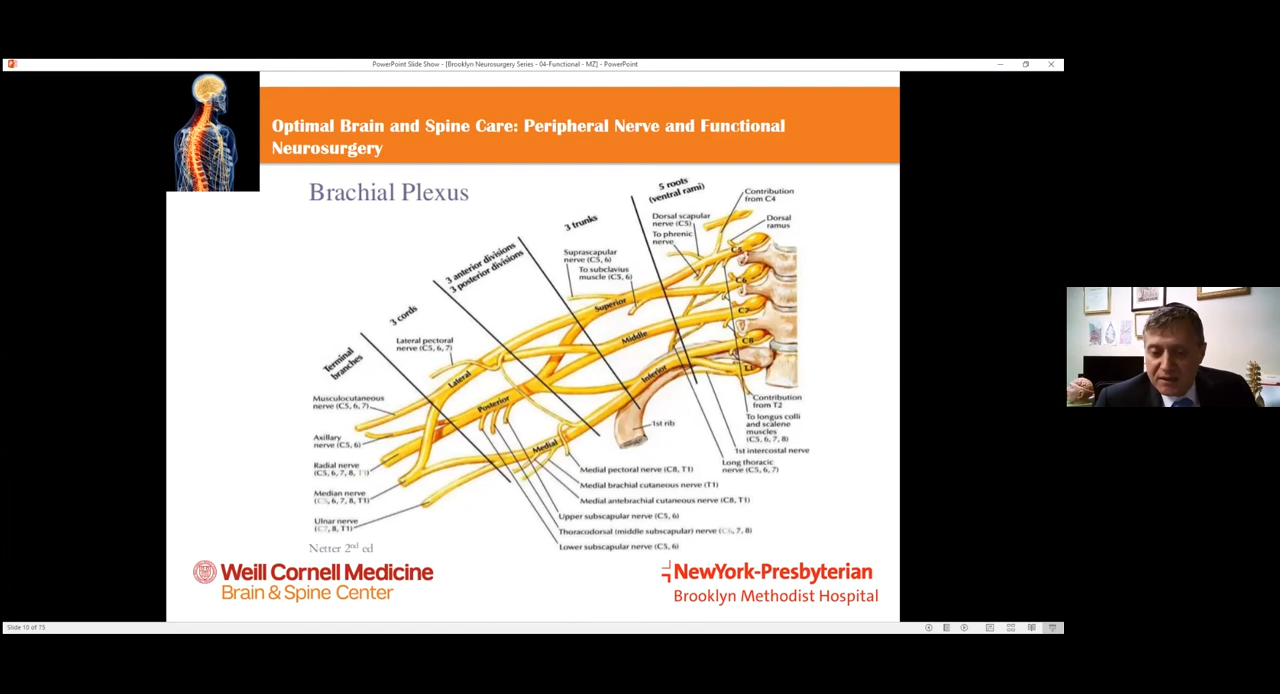 PowerPoint Slide Show - [Brooklyn Neurosurgery Series - 04-Functional - MZ] - PowerPoint
Optimal Brain and Spine Care: Peripheral Nerve and Functional
Neurosurgery
Brachial Plexus
5 roots
(ventral rami)
Contribution
from C4
Dorsal scapular
nerve (C5)
Dorsal
ramus
To phrenic
nerve
3 trunks
Suprascapular
nerve (C5, 6)
To subclavius
muscle (C5, 6)
3 anterior divisions
3 posterior divisions
3 cords
Lateral pectoral
nerve (C5, 6, 7)
Terminal
branches
C5
C6
C7
C8
T1
Superior
Middle
Inferior
Lateral
Posterior
Medial
Musculocutaneous
nerve (C5, 6, 7)
Axillary
nerve (C5, 6)
Radial nerve
(C5, 6, 7, 8, T1)
Median nerve
(C5, 6, 7, 8, T1)
Ulnar nerve
(C7, 8, T1)
1st rib
Contribution
from T2
To longus colli
and scalene
muscles
(C5, 6, 7, 8)
1st intercostal nerve
Long thoracic
nerve (C5, 6, 7)
Medial pectoral nerve (C8, T1)
Medial brachial cutaneous nerve (T1)
Medial antebrachial cutaneous nerve (C8, T1)
Upper subscapular nerve (C5, 6)
Thoracodorsal (middle subscapular) nerve (C6, 7, 8)
Lower subscapular nerve (C5, 6)
Netter 2nd ed
Weill Cornell Medicine
Brain & Spine Center
NewYork-Presbyterian
Brooklyn Methodist Hospital
Slide 10 of 75